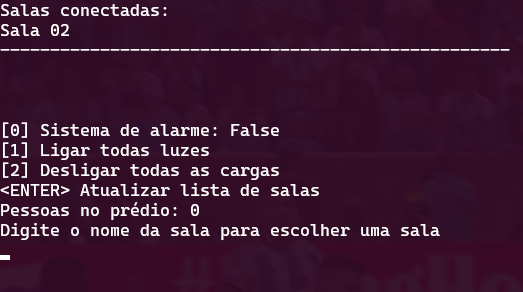 Salas conectadas:
Sala 02
---------------------------------------------------
[0] Sistema de alarme: False
[1] Ligar todas luzes
[2] Desligar todas as cargas
<ENTER> Atualizar lista de salas
Pessoas no prédio: 0
Digite o nome da sala para escolher uma sala